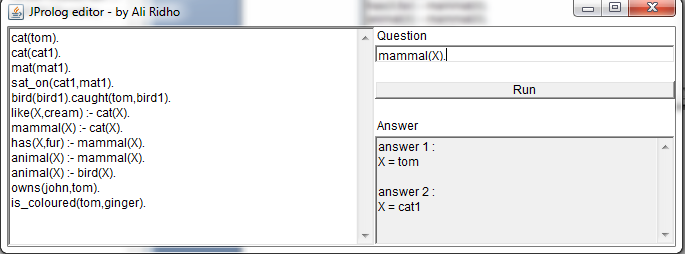 JProlog editor - by Ali Ridho
cat(tom).
cat(cat1).
mat(mat1).
sat_on(cat1,mat1).
bird(bird1).caught(tom,bird1).
like(X,cream) :- cat(X).
mammal(X) :- cat(X).
has(X,fur) :- mammal(X).
animal(X) :- mammal(X).
animal(X) :- bird(X).
owns(john,tom).
is_coloured(tom,ginger).
Question
mammal(X).
Run
Answer
answer 1 :
X = tom
answer 2 :
X = cat1